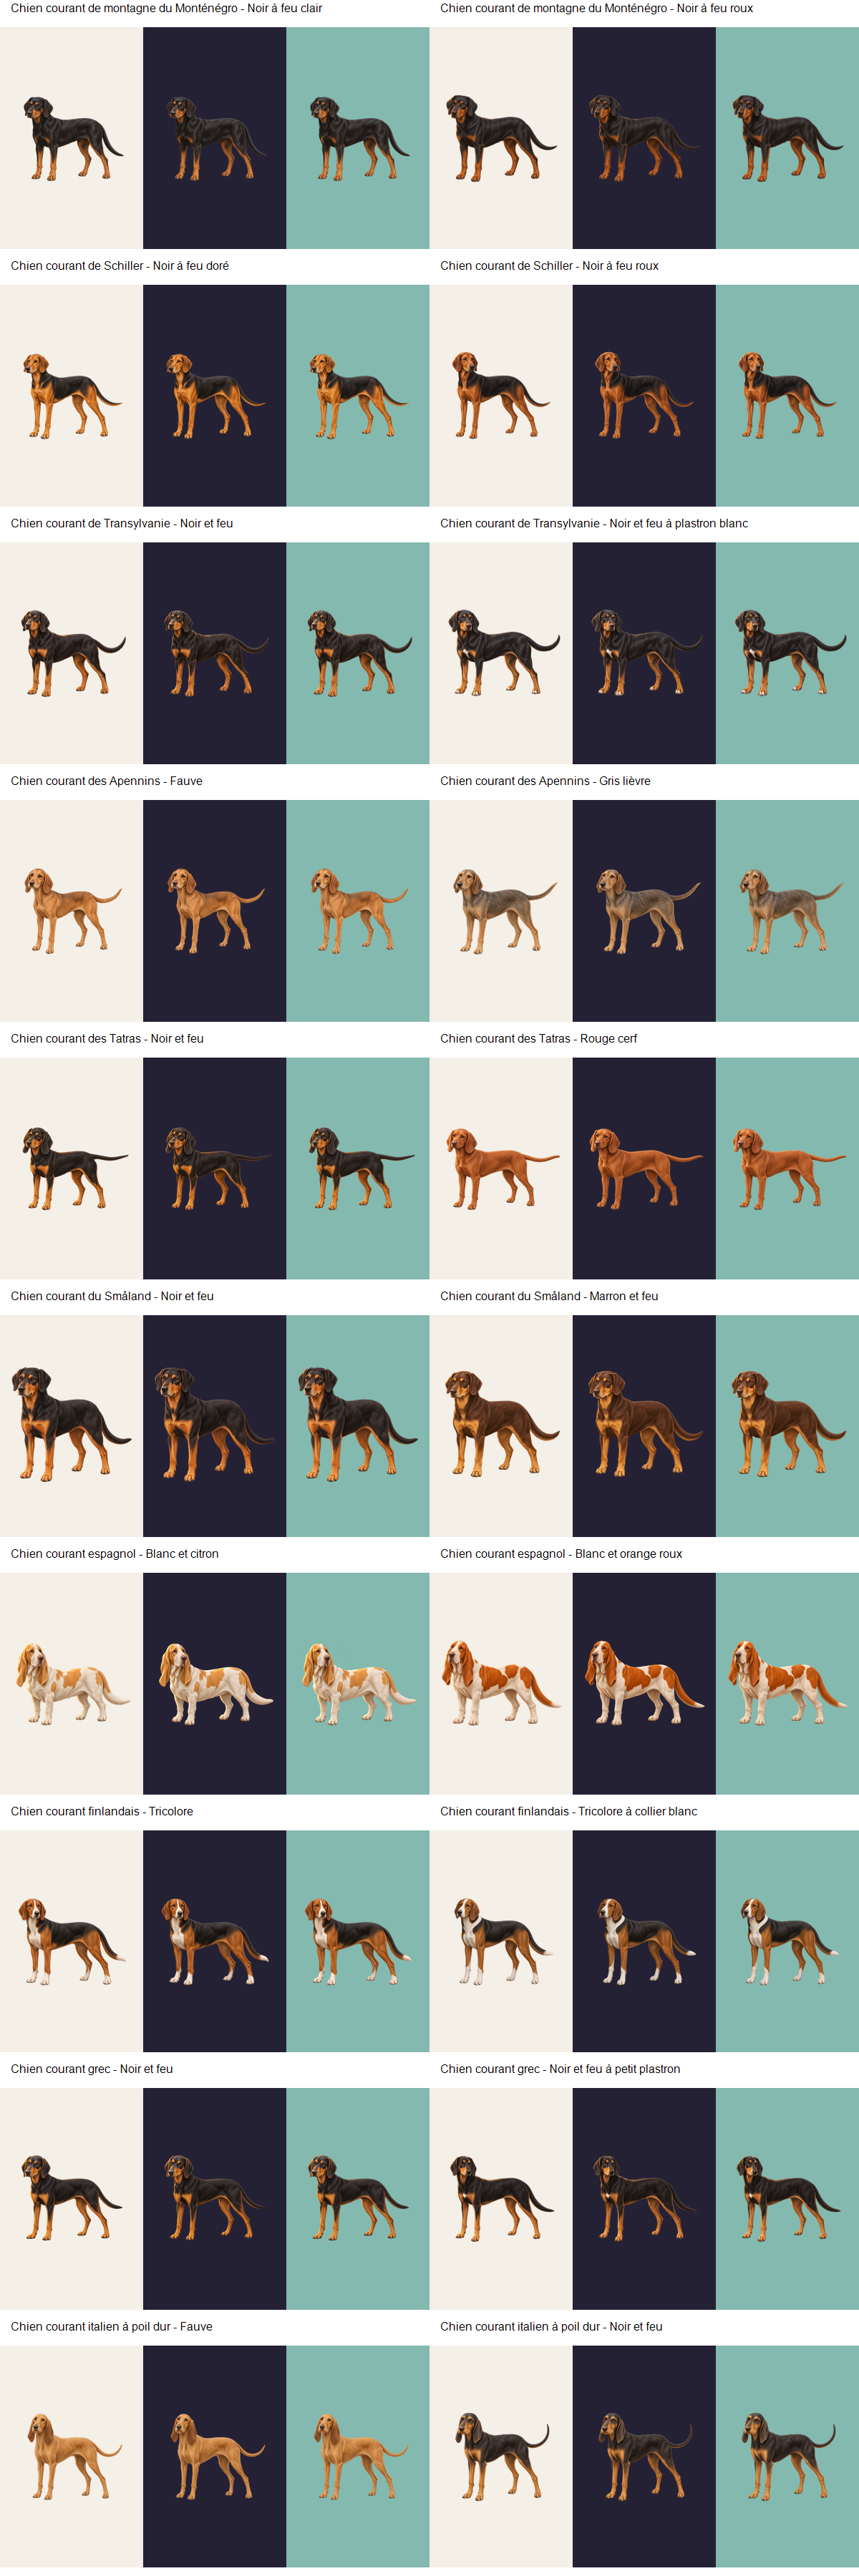 Chien courant de montagne du Monténégro - Noir à feu clair
Chien courant de montagne du Monténégro - Noir à feu roux
Chien courant de Schiller - Noir à feu doré
Chien courant de Schiller - Noir à feu roux
Chien courant de Transylvanie - Noir et feu
Chien courant de Transylvanie - Noir et feu à plastron blanc
Chien courant des Apennins - Fauve
Chien courant des Apennins - Gris lièvre
Chien courant des Tatras - Noir et feu
Chien courant des Tatras - Rouge cerf
Chien courant du Småland - Noir et feu
Chien courant du Småland - Marron et feu
Chien courant espagnol - Blanc et citron
Chien courant espagnol - Blanc et orange roux
Chien courant finlandais - Tricolore
Chien courant finlandais - Tricolore à collier blanc
Chien courant grec - Noir et feu
Chien courant grec - Noir et feu à petit plastron
Chien courant italien à poil dur - Fauve
Chien courant italien à poil dur - Noir et feu